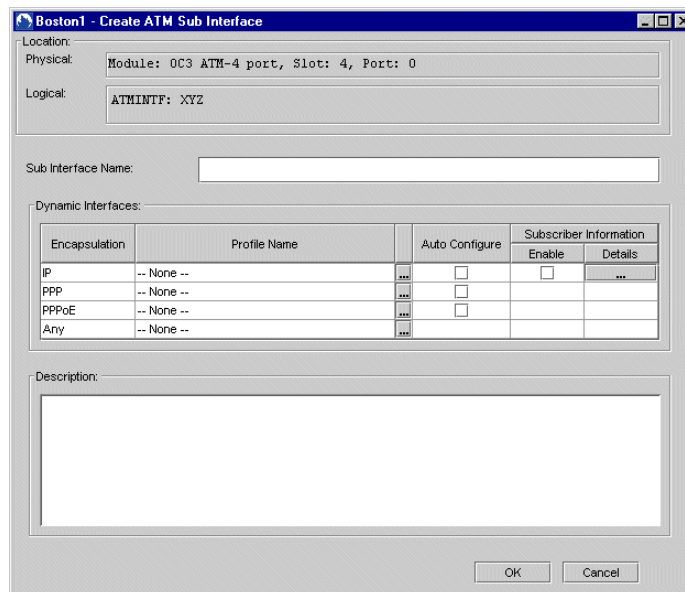 Boston1 - Create ATM Sub Interface
Location:
Physical: Module: OC3 ATM-4 port, Slot: 4, Port: 0
Logical: ATMINTF: XYZ
Sub Interface Name:
Dynamic Interfaces:
Encapsulation Profile Name Auto Configure Subscriber Information
Enable Details
IP -- None -- ... ...
PPP -- None -- ...
PPPoE -- None -- ...
Any -- None -- ...
Description:
OK Cancel